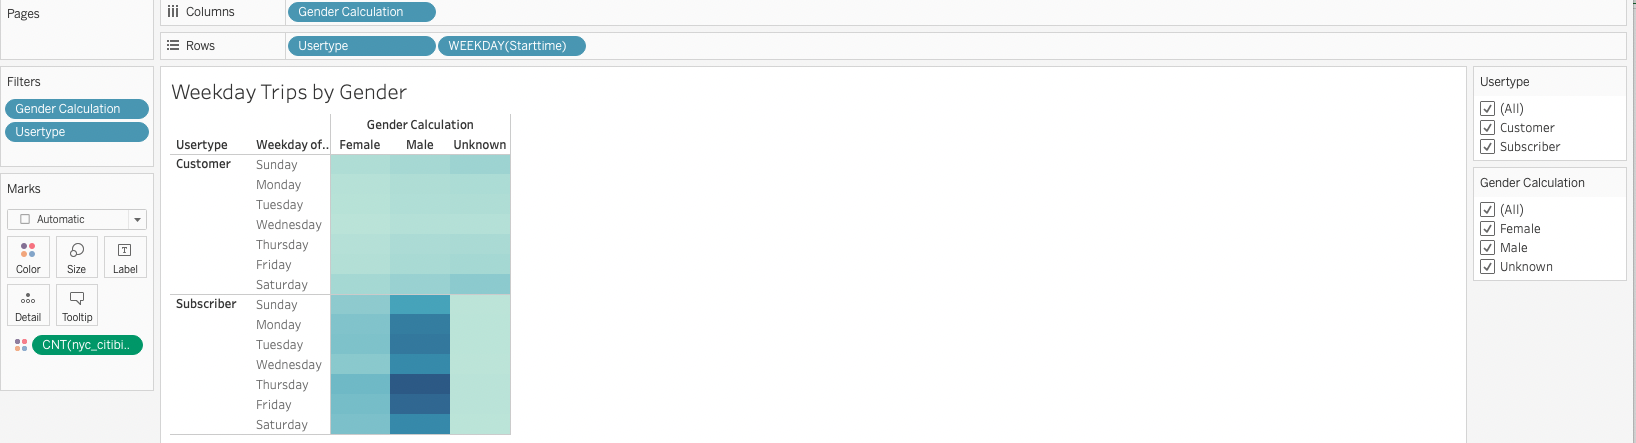 Pages
Columns
Gender Calculation
Rows
Usertype
WEEKDAY(Starttime)
Filters
Gender Calculation
Usertype
Marks
Automatic
Color
Size
Label
Detail
Tooltip
CNT(nyc_citibi..
Weekday Trips by Gender
Gender Calculation
Usertype Weekday of.. Female Male Unknown
Customer Sunday
Monday
Tuesday
Wednesday
Thursday
Friday
Saturday
Subscriber Sunday
Monday
Tuesday
Wednesday
Thursday
Friday
Saturday
Usertype
(All)
Customer
Subscriber
Gender Calculation
(All)
Female
Male
Unknown